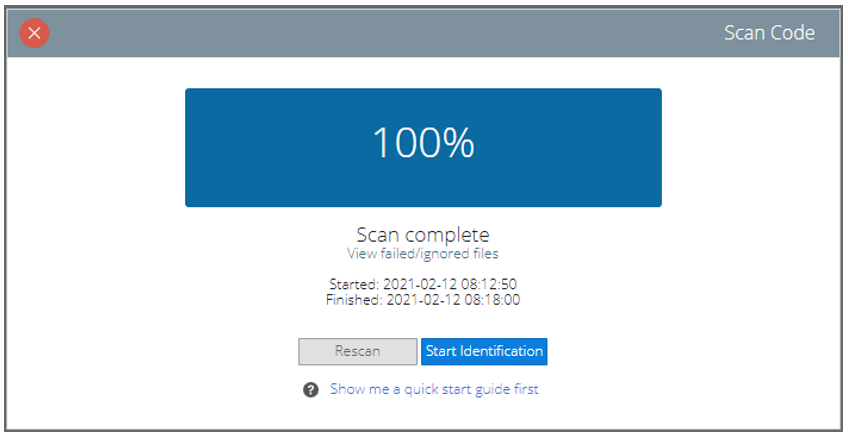 Scan Code
100%
Scan complete
View failed/ignored files
Started: 2021-02-12 08:12:50
Finished: 2021-02-12 08:18:00
Rescan
Start Identification
? Show me a quick start guide first